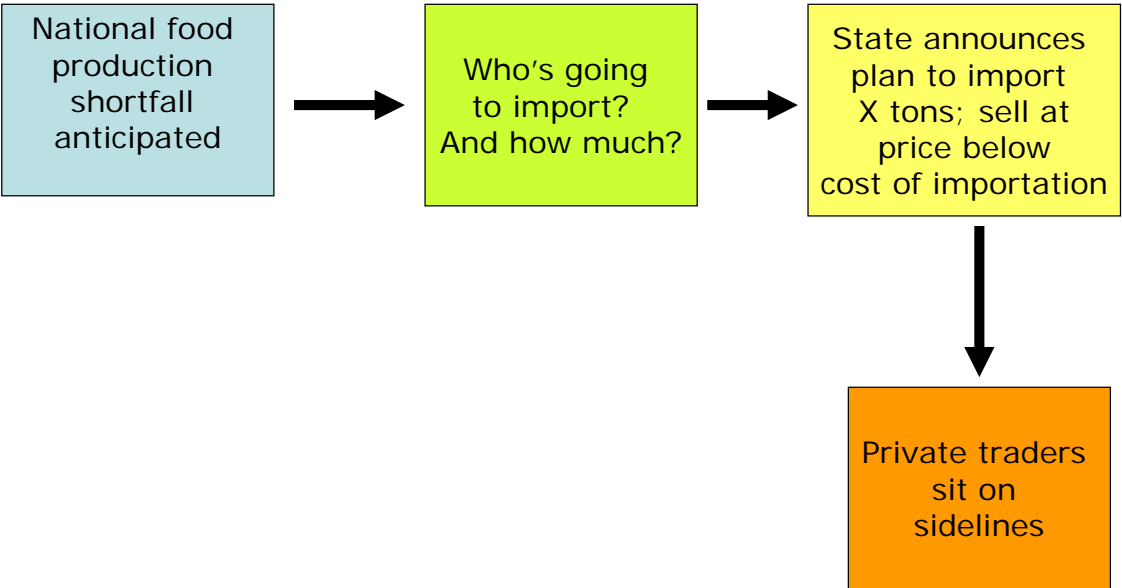 National food
production
shortfall
anticipated
Who's going
to import?
And how much?
State announces
plan to import
X tons; sell at
price below
cost of importation
Private traders
sit on
sidelines